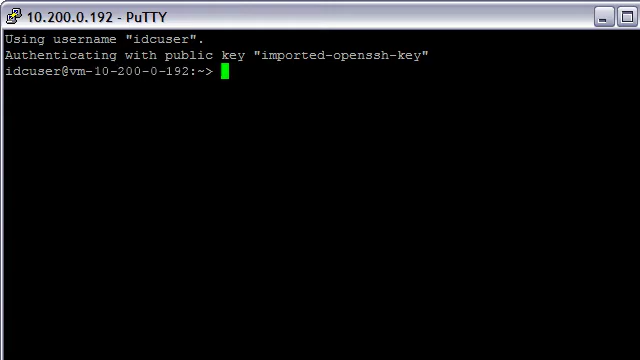 10.200.0.192 - PuTTY
Using username "idcuser".
Authenticating with public key "imported-openssh-key"
idcuser@vm-10-200-0-192:~>